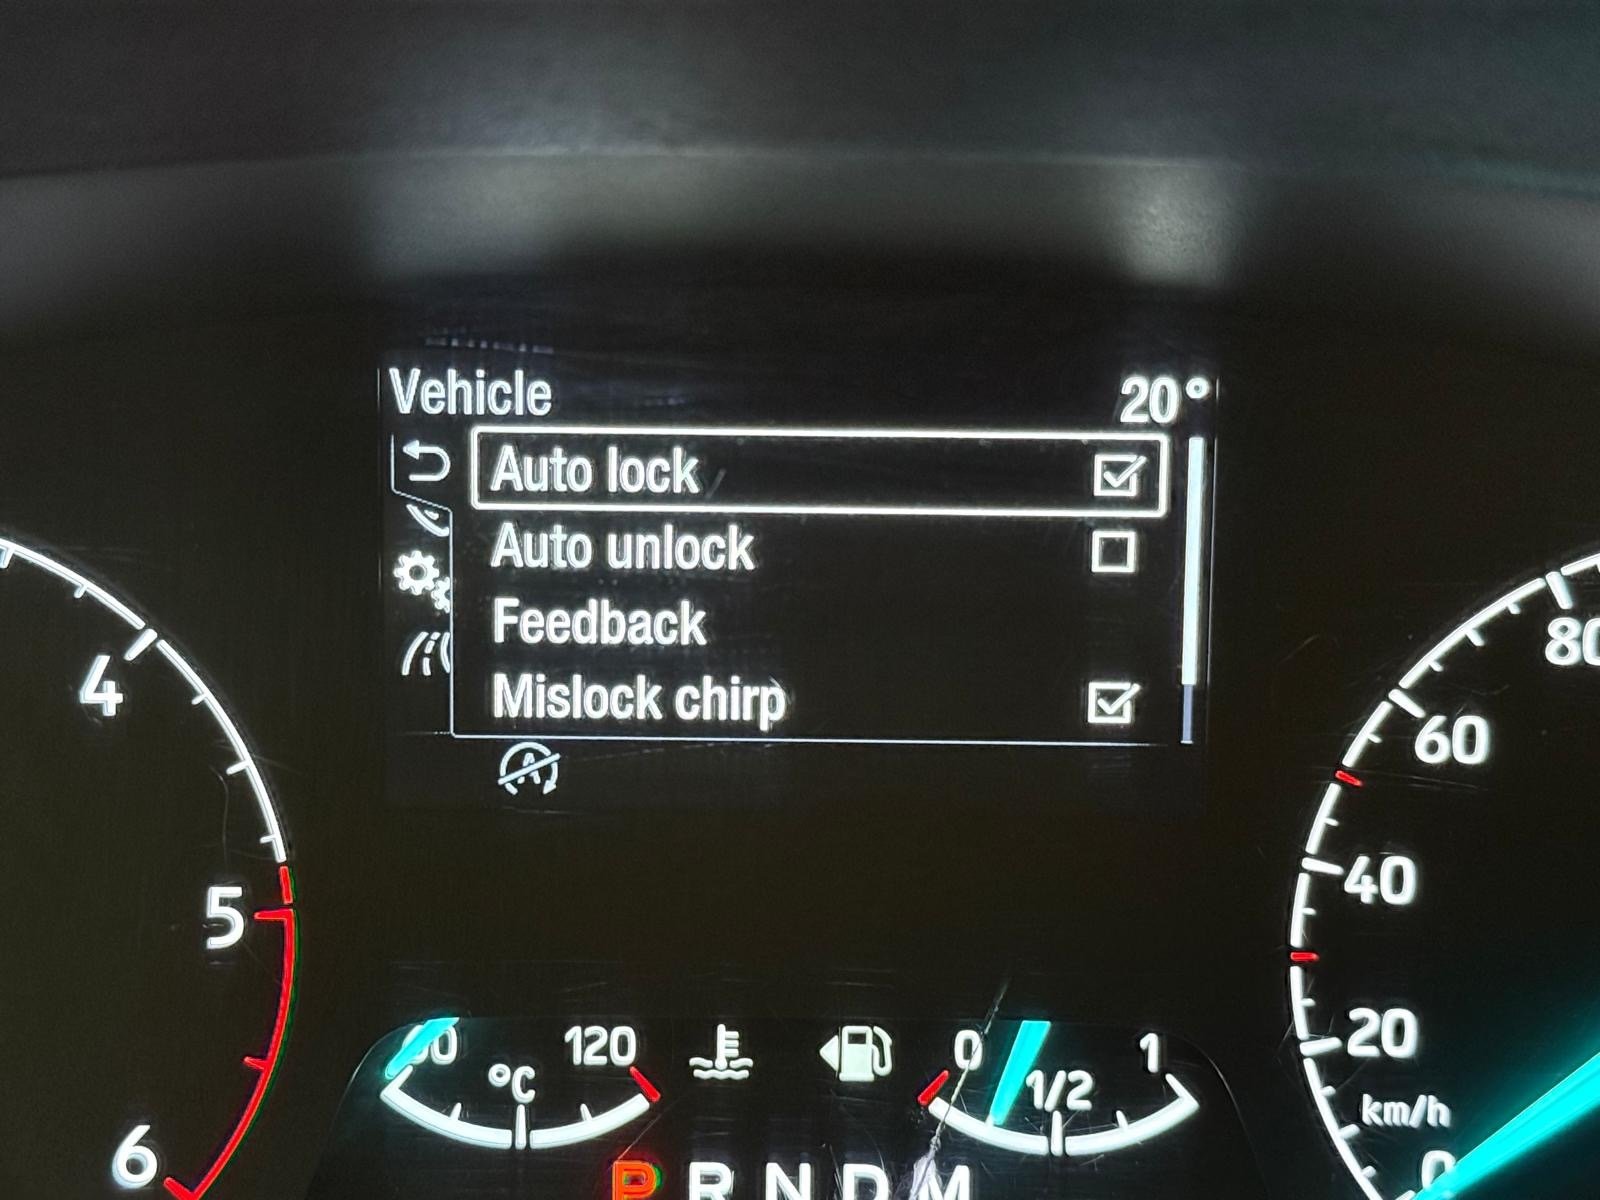 Vehicle 20°
Auto lock
Auto unlock
Feedback
Mislock chirp
A
4
5
6
80
60
40
20
km/h
0
120
°C
0 1/2 1
P R N D M